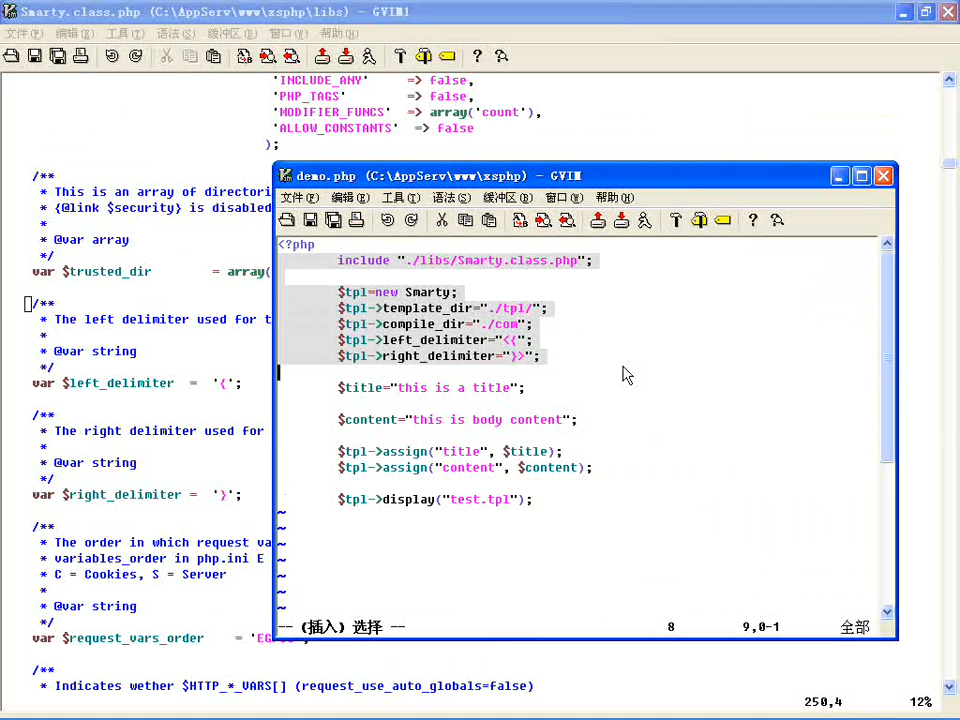 Smarty.class.php (C:\AppServ\www\xsphp\libs) - GVIM1
文件(F) 编辑(E) 工具(T) 语法(S) 缓冲区(B) 窗口(W) 帮助(H)
'INCLUDE_ANY' => false,
'PHP_TAGS' => false,
'MODIFIER_FUNCS' => array('count'),
'ALLOW_CONSTANTS' => false
);
/**
* This is an array of directori
* {@link $security} is disabled
*
* @var array
*/
var $trusted_dir = array(
/**
* The left delimiter used for t
*
* @var string
*/
var $left_delimiter = '{';
/**
* The right delimiter used for
*
* @var string
*/
var $right_delimiter = '}';
/**
* The order in which request va
* variables_order in php.ini E
* C = Cookies, S = Server
*
* @var string
*/
var $request_vars_order = 'EG
/**
* Indicates wether $HTTP_*_VARS[] (request_use_auto_globals=false)
250,4 12%
demo.php (C:\AppServ\www\xsphp) - GVIM
文件(F) 编辑(E) 工具(T) 语法(S) 缓冲区(B) 窗口(W) 帮助(H)
<?php
include "./libs/Smarty.class.php";
$tpl=new Smarty;
$tpl->template_dir="./tpl/";
$tpl->compile_dir="./com";
$tpl->left_delimiter="<{";
$tpl->right_delimiter="}>";
$title="this is a title";
$content="this is body content";
$tpl->assign("title", $title);
$tpl->assign("content", $content);
$tpl->display("test.tpl");
~
~
~
~
~
~
~
-- (插入) 选择 -- 8 9,0-1 全部